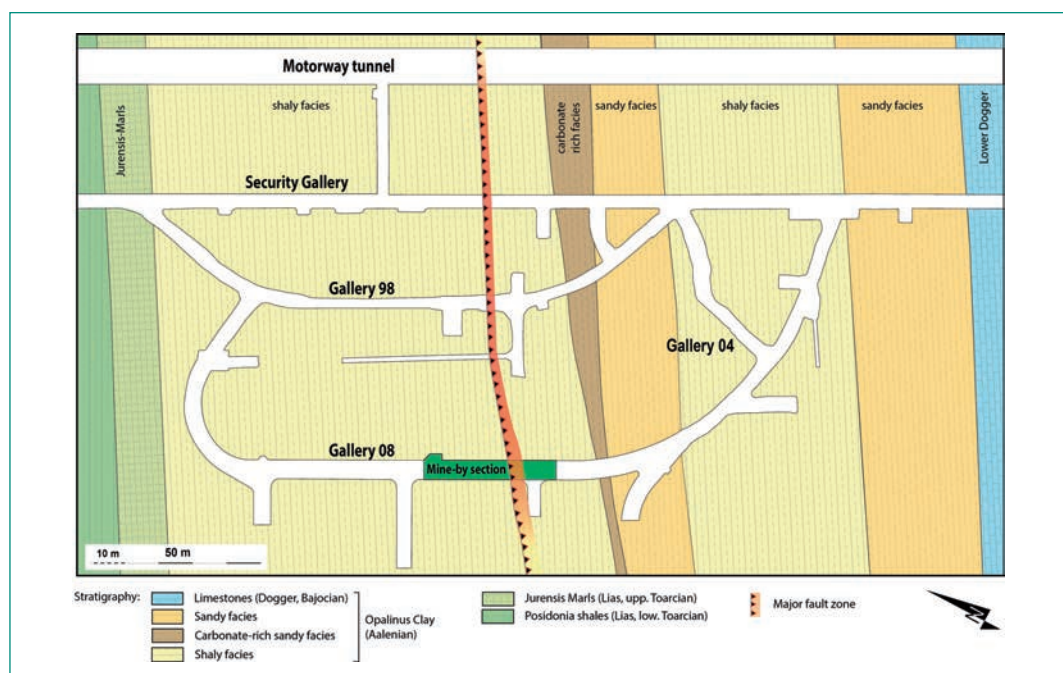 Motorway tunnel
Jurensis-Marls
shaly facies
carbonate
rich facies
sandy facies
shaly facies
sandy facies
Lower Dogger
Security Gallery
Gallery 98
Gallery 04
Gallery 08
Mine-by section
10 m 50 m
Stratigraphy:
Limestones (Dogger, Bajocian)
Sandy facies
Carbonate-rich sandy facies
Shaly facies
Opalinus Clay
(Aalenian)
Jurensis Marls (Lias, upp. Toarcian)
Posidonia shales (Lias, low. Toarcian)
Major fault zone
N